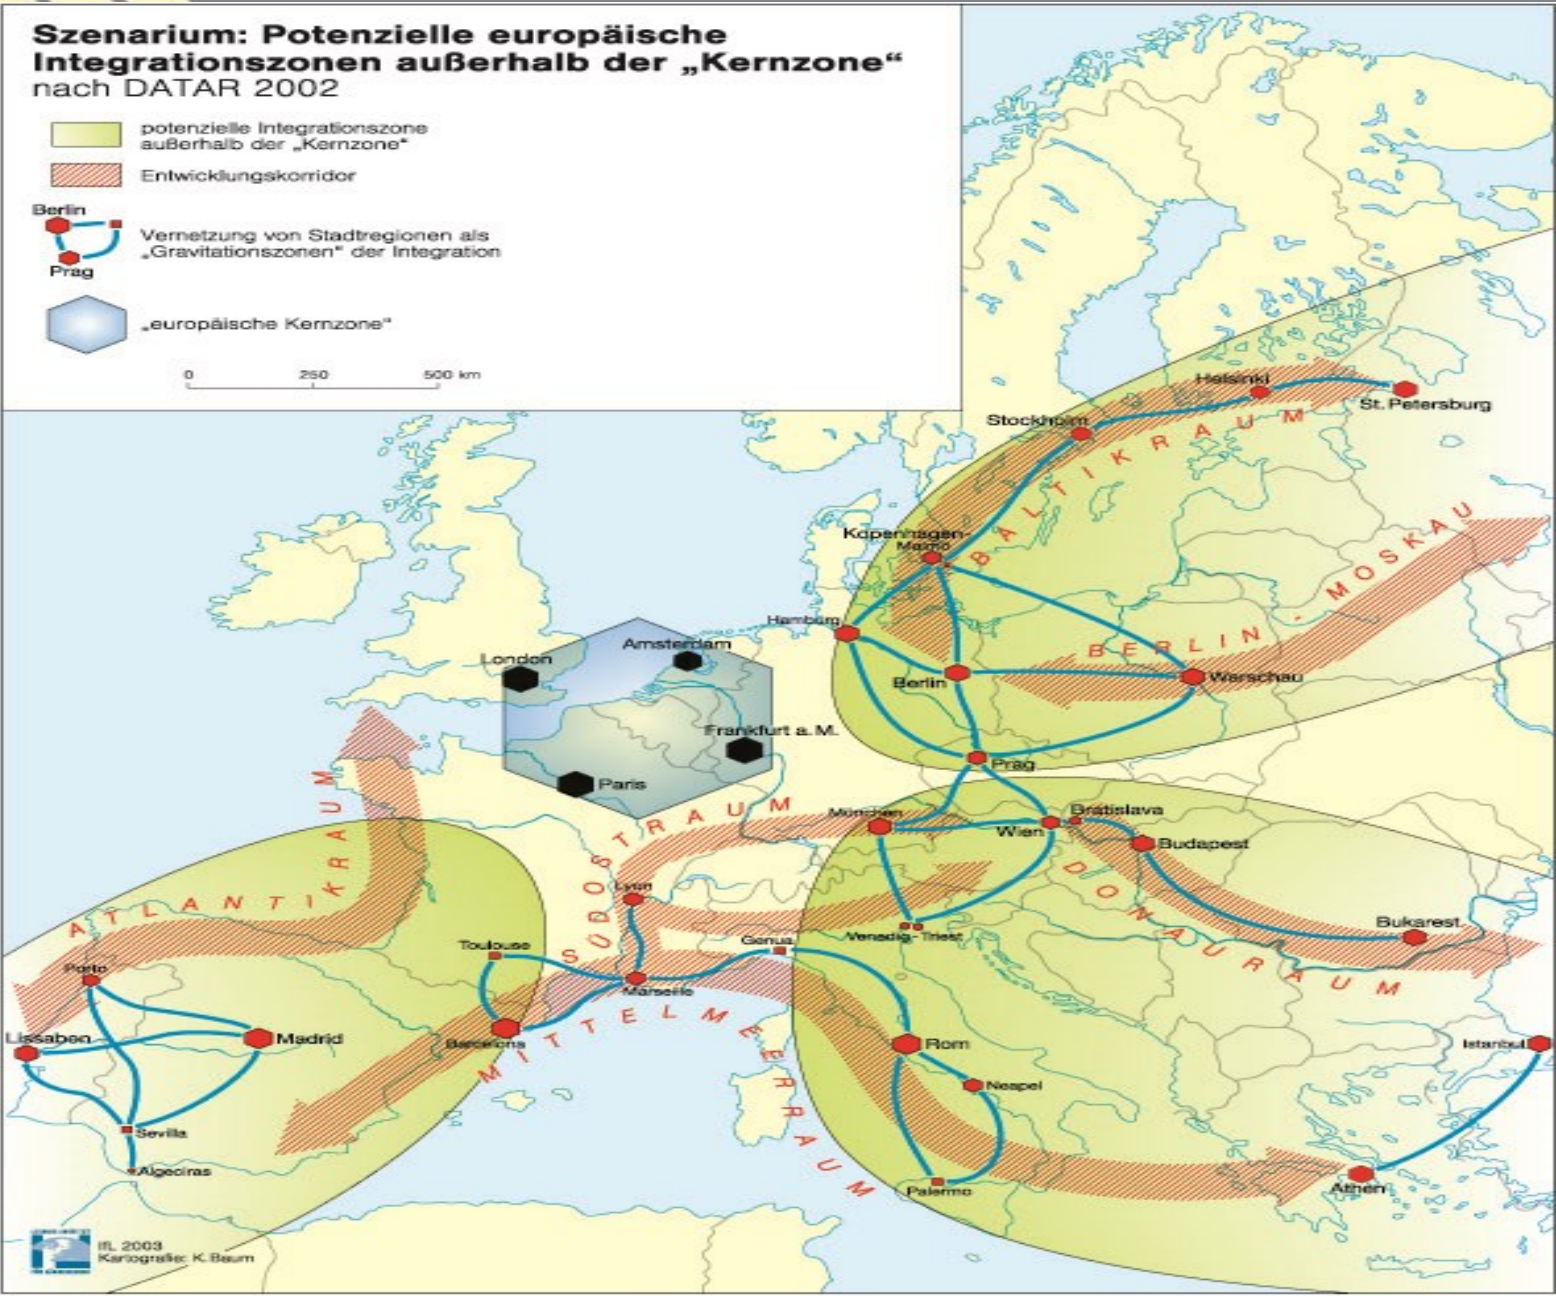 Szenarium: Potenzielle europäische
Integrationszonen außerhalb der „Kernzone“
nach DATAR 2002
potenzielle Integrationszone
außerhalb der „Kernzone“
Entwicklungskorridor
Berlin
Prag
Vernetzung von Stadtregionen als
„Gravitationszonen“ der Integration
„europäische Kernzone“
0 250 500 km
Helsinki
St. Petersburg
Stockholm
BALTIKRAUM
Kopenhagen-
Malmö
BERLIN - MOSKAU
Hamburg
Berlin
Warschau
Prag
London
Amsterdam
Frankfurt a. M.
Paris
ATLANTIKRAUM
SÜDOSTRAUM
München
Wien
Bratislava
Budapest
DONAURAUM
Bukarest
Lyon
Venedig-Triest
Genua
Toulouse
Marseille
Barcelona
MITTELMEERRAUM
Porto
Lissabon
Madrid
Sevilla
Algeciras
Rom
Neapel
Palermo
Istanbul
Athen
IfL 2003
Kartografie: K. Baum